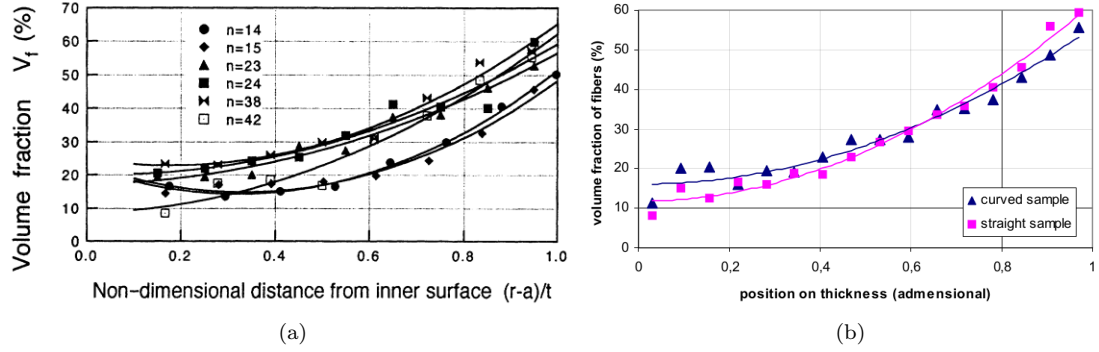 Volume fraction V_f (%)
70
60
50
40
30
20
10
0
n=14
n=15
n=23
n=24
n=38
n=42
0.0
0.2
0.4
0.6
0.8
1.0
Non-dimensional distance from inner surface (r-a)/t
(a)
volume fraction of fibers (%)
60
50
40
30
20
10
0
curved sample
straight sample
0
0,2
0,4
0,6
0,8
1
position on thickness (admensional)
(b)